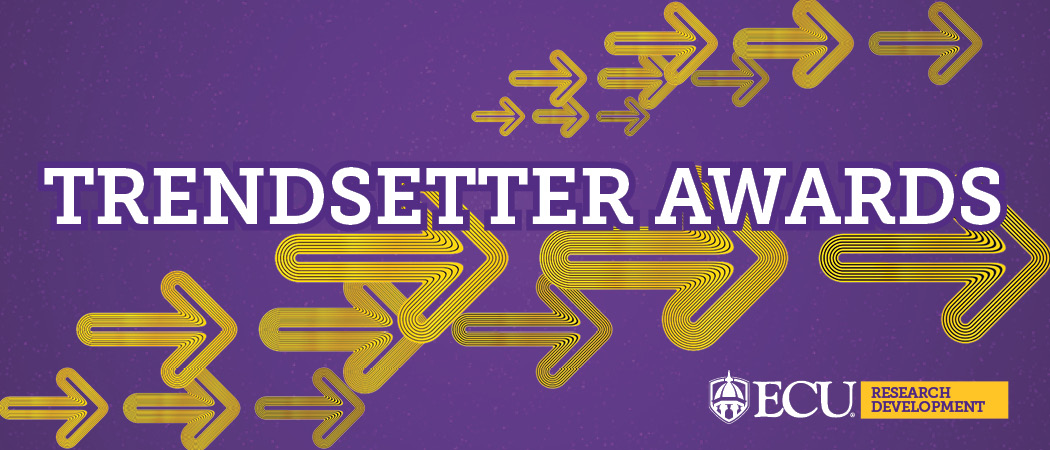 TRENDSETTER AWARDS
ECU®
RESEARCH
DEVELOPMENT